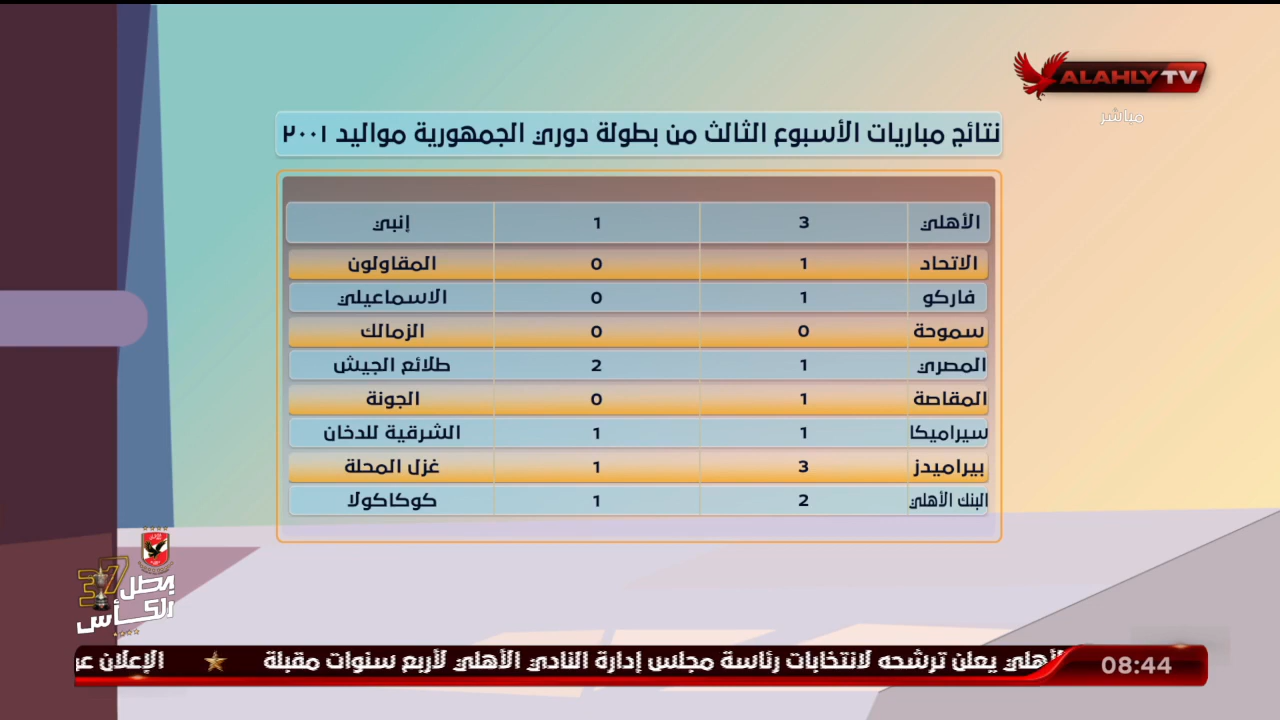 ALAHLY TV
مباشر
نتائج مباريات الأسبوع الثالث من بطولة دوري الجمهورية مواليد ٢٠٠١
الأهلي 3 1 إنبي
الاتحاد 1 0 المقاولون
فاركو 1 0 الاسماعيلي
سموحة 0 0 الزمالك
المصري 1 2 طلائع الجيش
المقاصة 1 0 الجونة
سيراميكا 1 1 الشرقية للدخان
بيراميدز 3 1 غزل المحلة
البنك الأهلي 2 1 كوكاكولا
37 بطل
الكأس
08:44
الأهلي يعلن ترشحه لانتخابات رئاسة مجلس إدارة النادي الأهلي لأربع سنوات مقبلة الإعلان عن